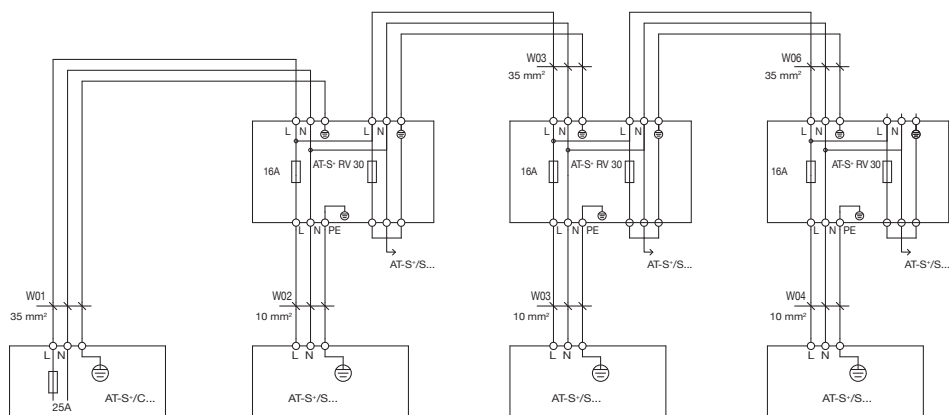 W03
35 mm²
W06
35 mm²
L N L N
L N L N
L N L N
16A
AT-S⁺ RV 30
16A
AT-S⁺ RV 30
16A
AT-S⁺ RV 30
L N PE
L N PE
L N PE
AT-S⁺/S...
AT-S⁺/S...
AT-S⁺/S...
W01
35 mm²
W02
10 mm²
W03
10 mm²
W04
10 mm²
L N
L N
L N
L N
25A
AT-S⁺/C...
AT-S⁺/S...
AT-S⁺/S...
AT-S⁺/S...